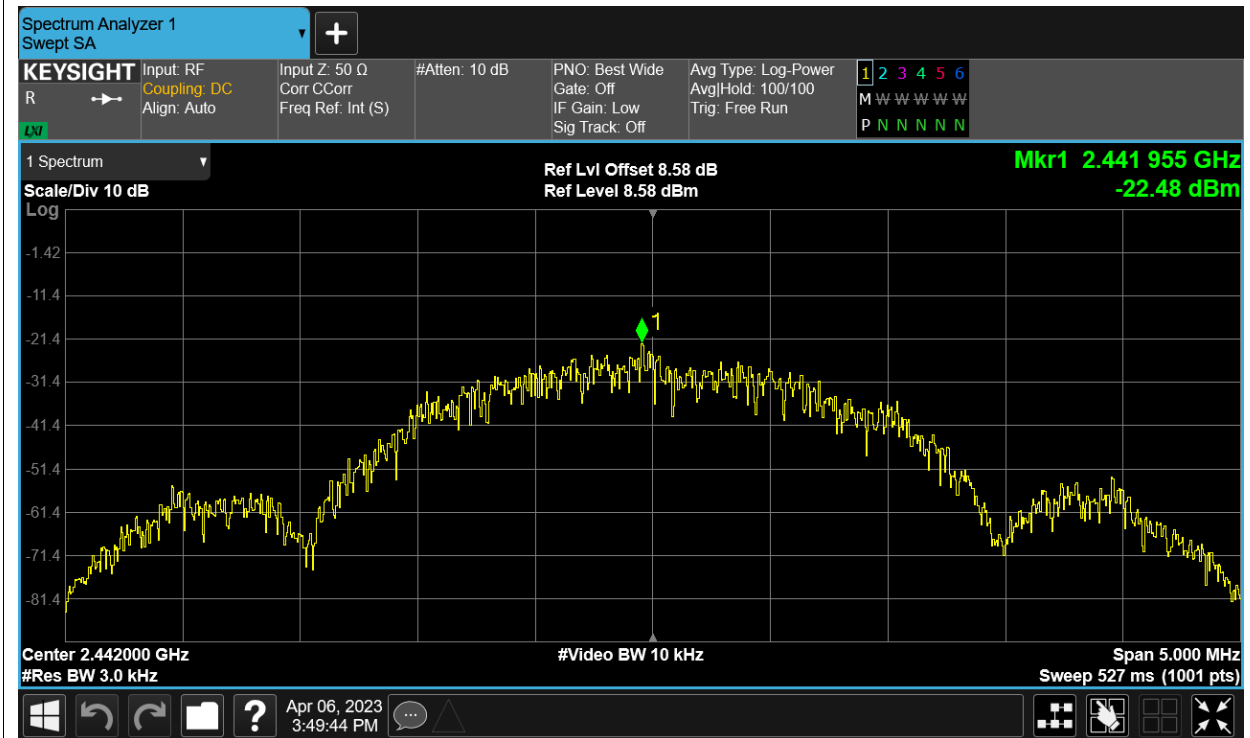 Spectrum Analyzer 1
Swept SA
KEYSIGHT
R
LXI
Input: RF
Coupling: DC
Align: Auto
Input Z: 50 Ω
Corr CCorr
Freq Ref: Int (S)
#Atten: 10 dB
PNO: Best Wide
Gate: Off
IF Gain: Low
Sig Track: Off
Avg Type: Log-Power
Avg|Hold: 100/100
Trig: Free Run
1 2 3 4 5 6
M W W W W W
P N N N N N
1 Spectrum
Scale/Div 10 dB
Log
Ref Lvl Offset 8.58 dB
Ref Level 8.58 dBm
Mkr1 2.441 955 GHz
-22.48 dBm
-1.42
-11.4
1
-21.4
-31.4
-41.4
-51.4
-61.4
-71.4
-81.4
Center 2.442000 GHz
#Res BW 3.0 kHz
#Video BW 10 kHz
Span 5.000 MHz
Sweep 527 ms (1001 pts)
?
Apr 06, 2023
3:49:44 PM